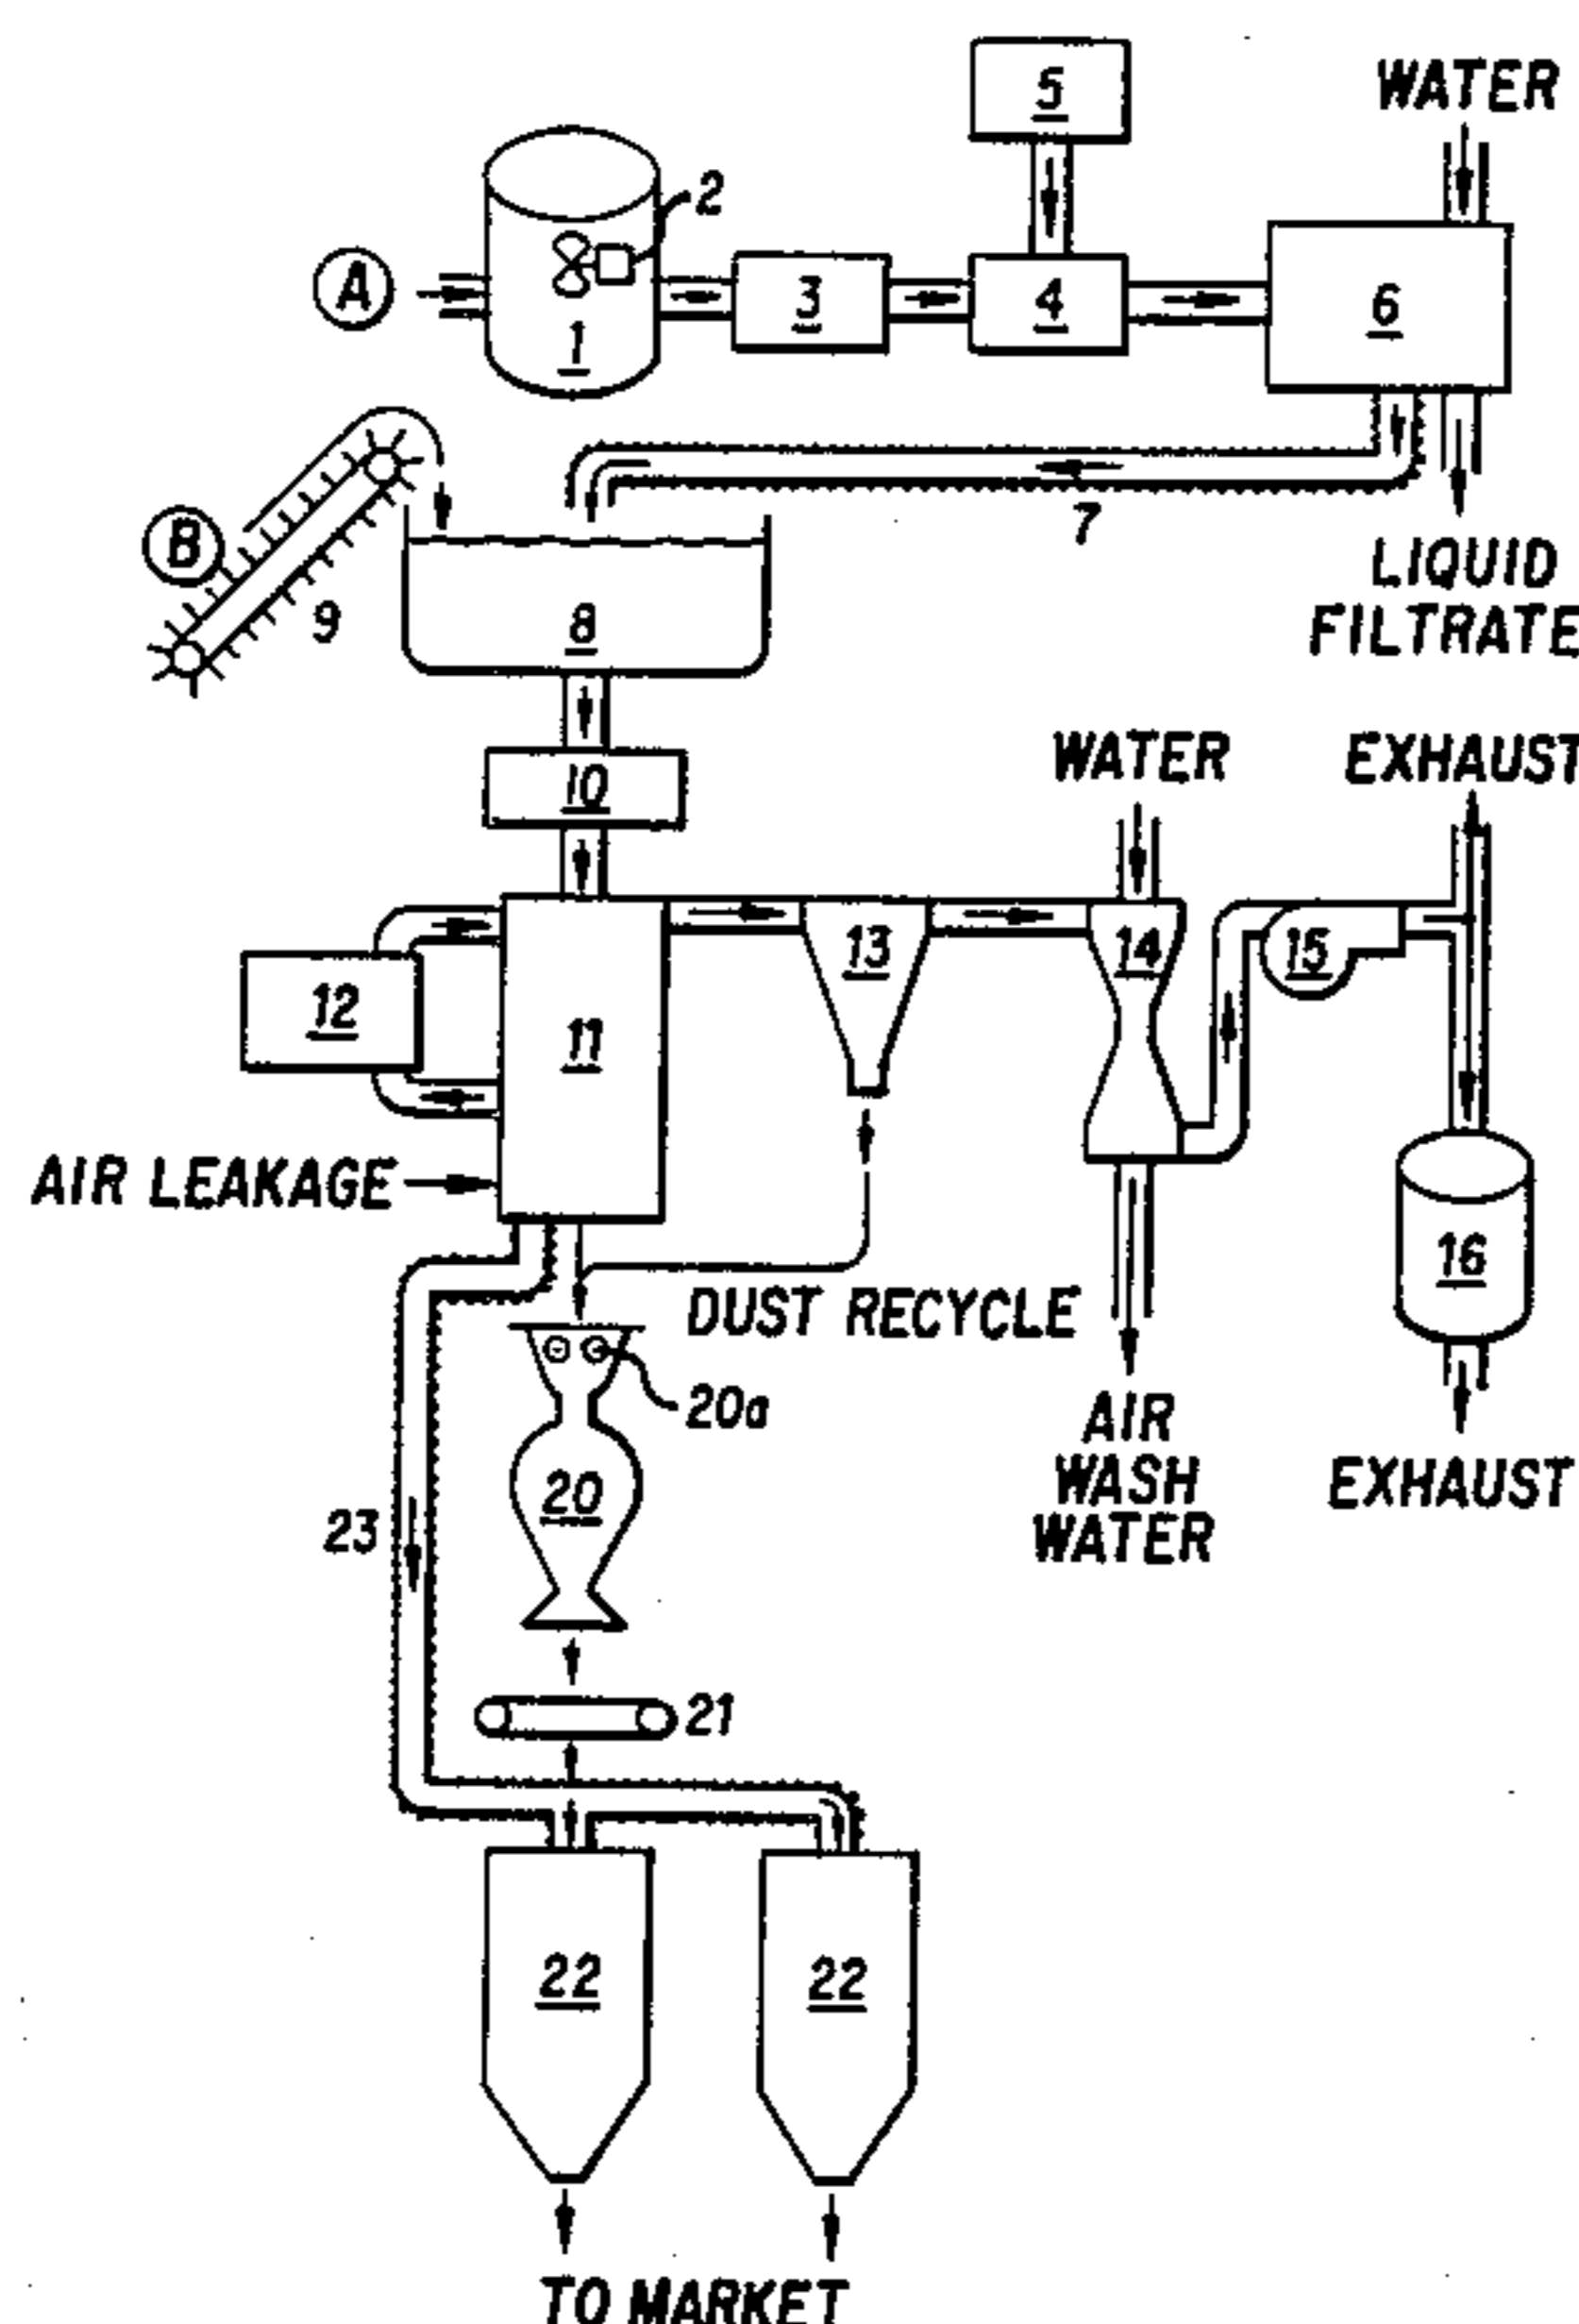 5
WATER
2
A
3
4
6
1
B
7
9
8
LIQUID
FILTRATE
10
WATER
EXHAUST
12
11
13
14
15
AIR LEAKAGE
16
DUST RECYCLE
20a
AIR
WASH
WATER
EXHAUST
20
23
21
22
22
TO MARKET